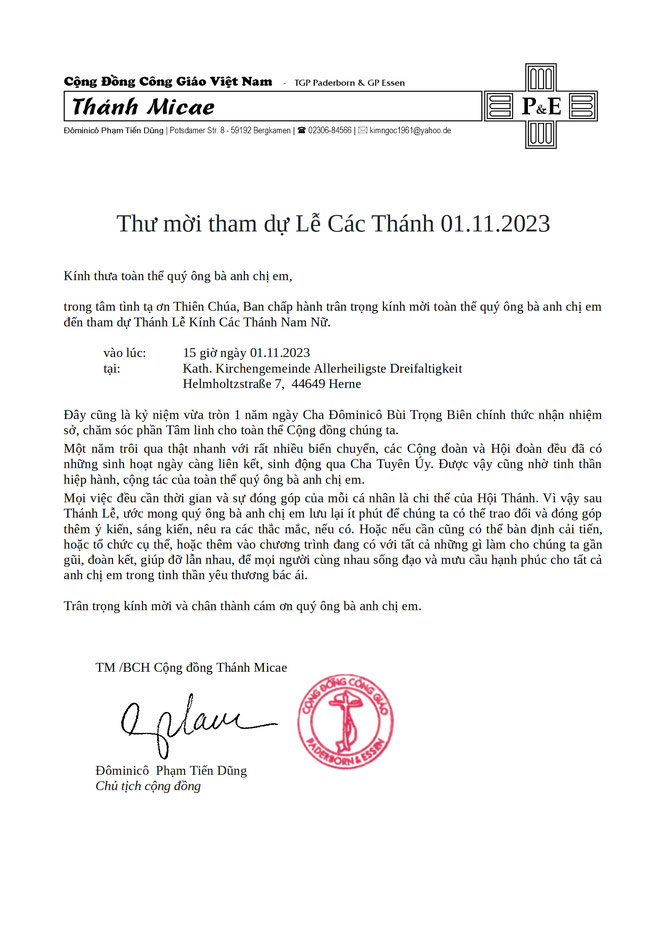 Cộng Đồng Công Giáo Việt Nam - TGP Paderborn & GP Essen
Thánh Micae
P&E
Đôminicô Phạm Tiến Dũng | Potsdamer Str. 8 - 59192 Bergkamen | ☎ 02306-84566 | ✉ kimngoc1961@yahoo.de
Thư mời tham dự Lễ Các Thánh 01.11.2023
Kính thưa toàn thể quý ông bà anh chị em,
trong tâm tình tạ ơn Thiên Chúa, Ban chấp hành trân trọng kính mời toàn thể quý ông bà anh chị em
đến tham dự Thánh Lễ Kính Các Thánh Nam Nữ.
vào lúc: 15 giờ ngày 01.11.2023
tại: Kath. Kirchengemeinde Allerheiligste Dreifaltigkeit
Helmholtzstraße 7, 44649 Herne
Đây cũng là kỷ niệm vừa tròn 1 năm ngày Cha Đôminicô Bùi Trọng Biên chính thức nhận nhiệm
sở, chăm sóc phần Tâm linh cho toàn thể Cộng đồng chúng ta.
Một năm trôi qua thật nhanh với rất nhiều biến chuyển, các Cộng đoàn và Hội đoàn đều đã có
những sinh hoạt ngày càng liên kết, sinh động qua Cha Tuyên Úy. Được vậy cũng nhờ tinh thần
hiệp hành, cộng tác của toàn thể quý ông bà anh chị em.
Mọi việc đều cần thời gian và sự đóng góp của mỗi cá nhân là chi thể của Hội Thánh. Vì vậy sau
Thánh Lễ, ước mong quý ông bà anh chị em lưu lại ít phút để chúng ta có thể trao đổi và đóng góp
thêm ý kiến, sáng kiến, nêu ra các thắc mắc, nếu có. Hoặc nếu cần cũng có thể bàn định cải tiến,
hoặc tổ chức cụ thể, hoặc thêm vào chương trình đang có với tất cả những gì làm cho chúng ta gần
gũi, đoàn kết, giúp đỡ lẫn nhau, để mọi người cùng nhau sống đạo và mưu cầu hạnh phúc cho tất cả
anh chị em trong tinh thần yêu thương bác ái.
Trân trọng kính mời và chân thành cám ơn quý ông bà anh chị em.
TM /BCH Cộng đồng Thánh Micae
CỘNG ĐỒNG CÔNG GIÁO
PADERBORN & ESSEN
Đôminicô Phạm Tiến Dũng
Chủ tịch cộng đồng